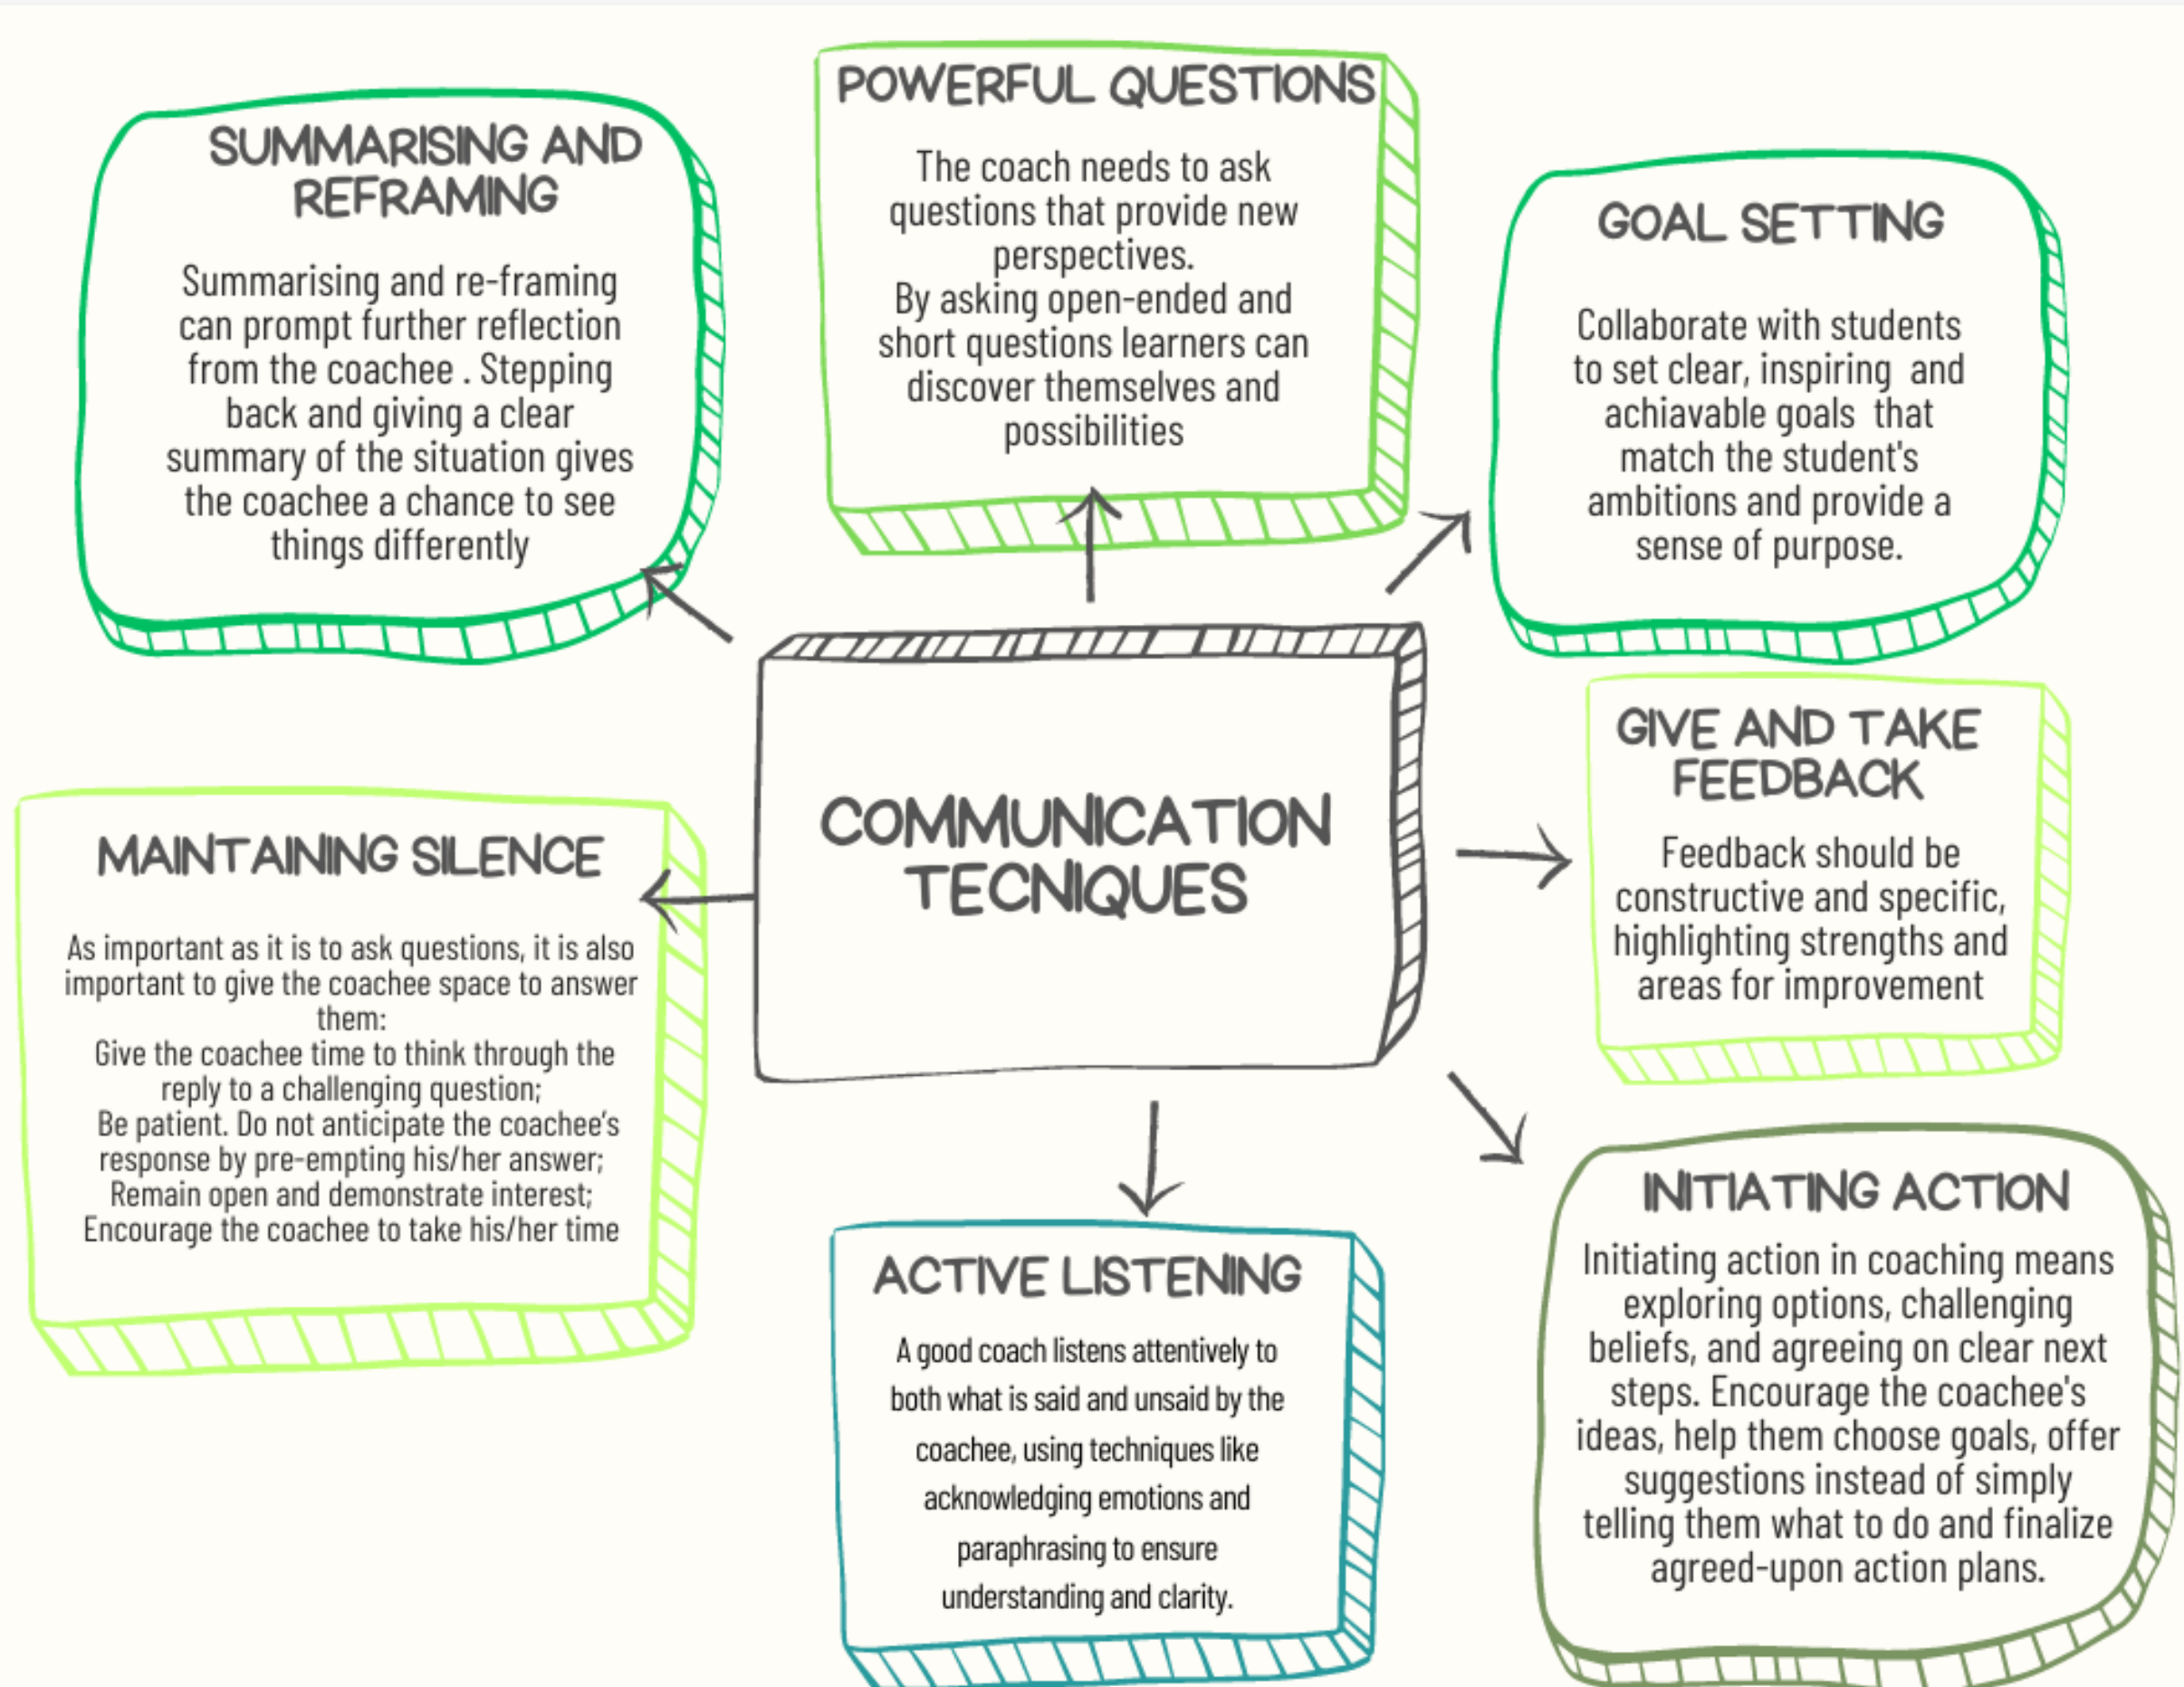 SUMMARISING AND
REFRAMING
Summarising and re-framing
can prompt further reflection
from the coachee . Stepping
back and giving a clear
summary of the situation gives
the coachee a chance to see
things differently
POWERFUL QUESTIONS
The coach needs to ask
questions that provide new
perspectives.
By asking open-ended and
short questions learners can
discover themselves and
possibilities
GOAL SETTING
Collaborate with students
to set clear, inspiring  and
achiavable goals  that
match the student's
ambitions and provide a
sense of purpose.
MAINTAINING SILENCE
As important as it is to ask questions, it is also
important to give the coachee space to answer
them:
Give the coachee time to think through the
reply to a challenging question;
Be patient. Do not anticipate the coachee’s
response by pre-empting his/her answer;
Remain open and demonstrate interest;
Encourage the coachee to take his/her time
COMMUNICATION
TECNIQUES
GIVE AND TAKE
FEEDBACK
Feedback should be
constructive and specific,
highlighting strengths and
areas for improvement
ACTIVE LISTENING
A good coach listens attentively to
both what is said and unsaid by the
coachee, using techniques like
acknowledging emotions and
paraphrasing to ensure
understanding and clarity.
INITIATING ACTION
Initiating action in coaching means
exploring options, challenging
beliefs, and agreeing on clear next
steps. Encourage the coachee's
ideas, help them choose goals, offer
suggestions instead of simply
telling them what to do and finalize
agreed-upon action plans.